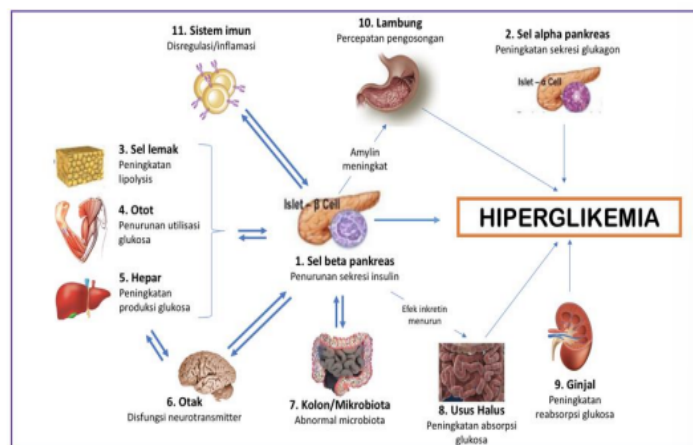 11. Sistem imun
Disregulasi/inflamasi
10. Lambung
Percepatan pengosongan
2. Sel alpha pankreas
Peningkatan sekresi glukagon
Islet – α Cell
3. Sel lemak
Peningkatan
lipolysis
4. Otot
Penurunan utilisasi
glukosa
5. Hepar
Peningkatan
produksi glukosa
Amylin
meningkat
Islet – β Cell
1. Sel beta pankreas
Penurunan sekresi insulin
HIPERGLIKEMIA
Efek inkretin
menurun
6. Otak
Disfungsi neurotransmitter
7. Kolon/Mikrobiota
Abnormal microbiota
8. Usus Halus
Peningkatan absorpsi
glukosa
9. Ginjal
Peningkatan
reabsorpsi glukosa